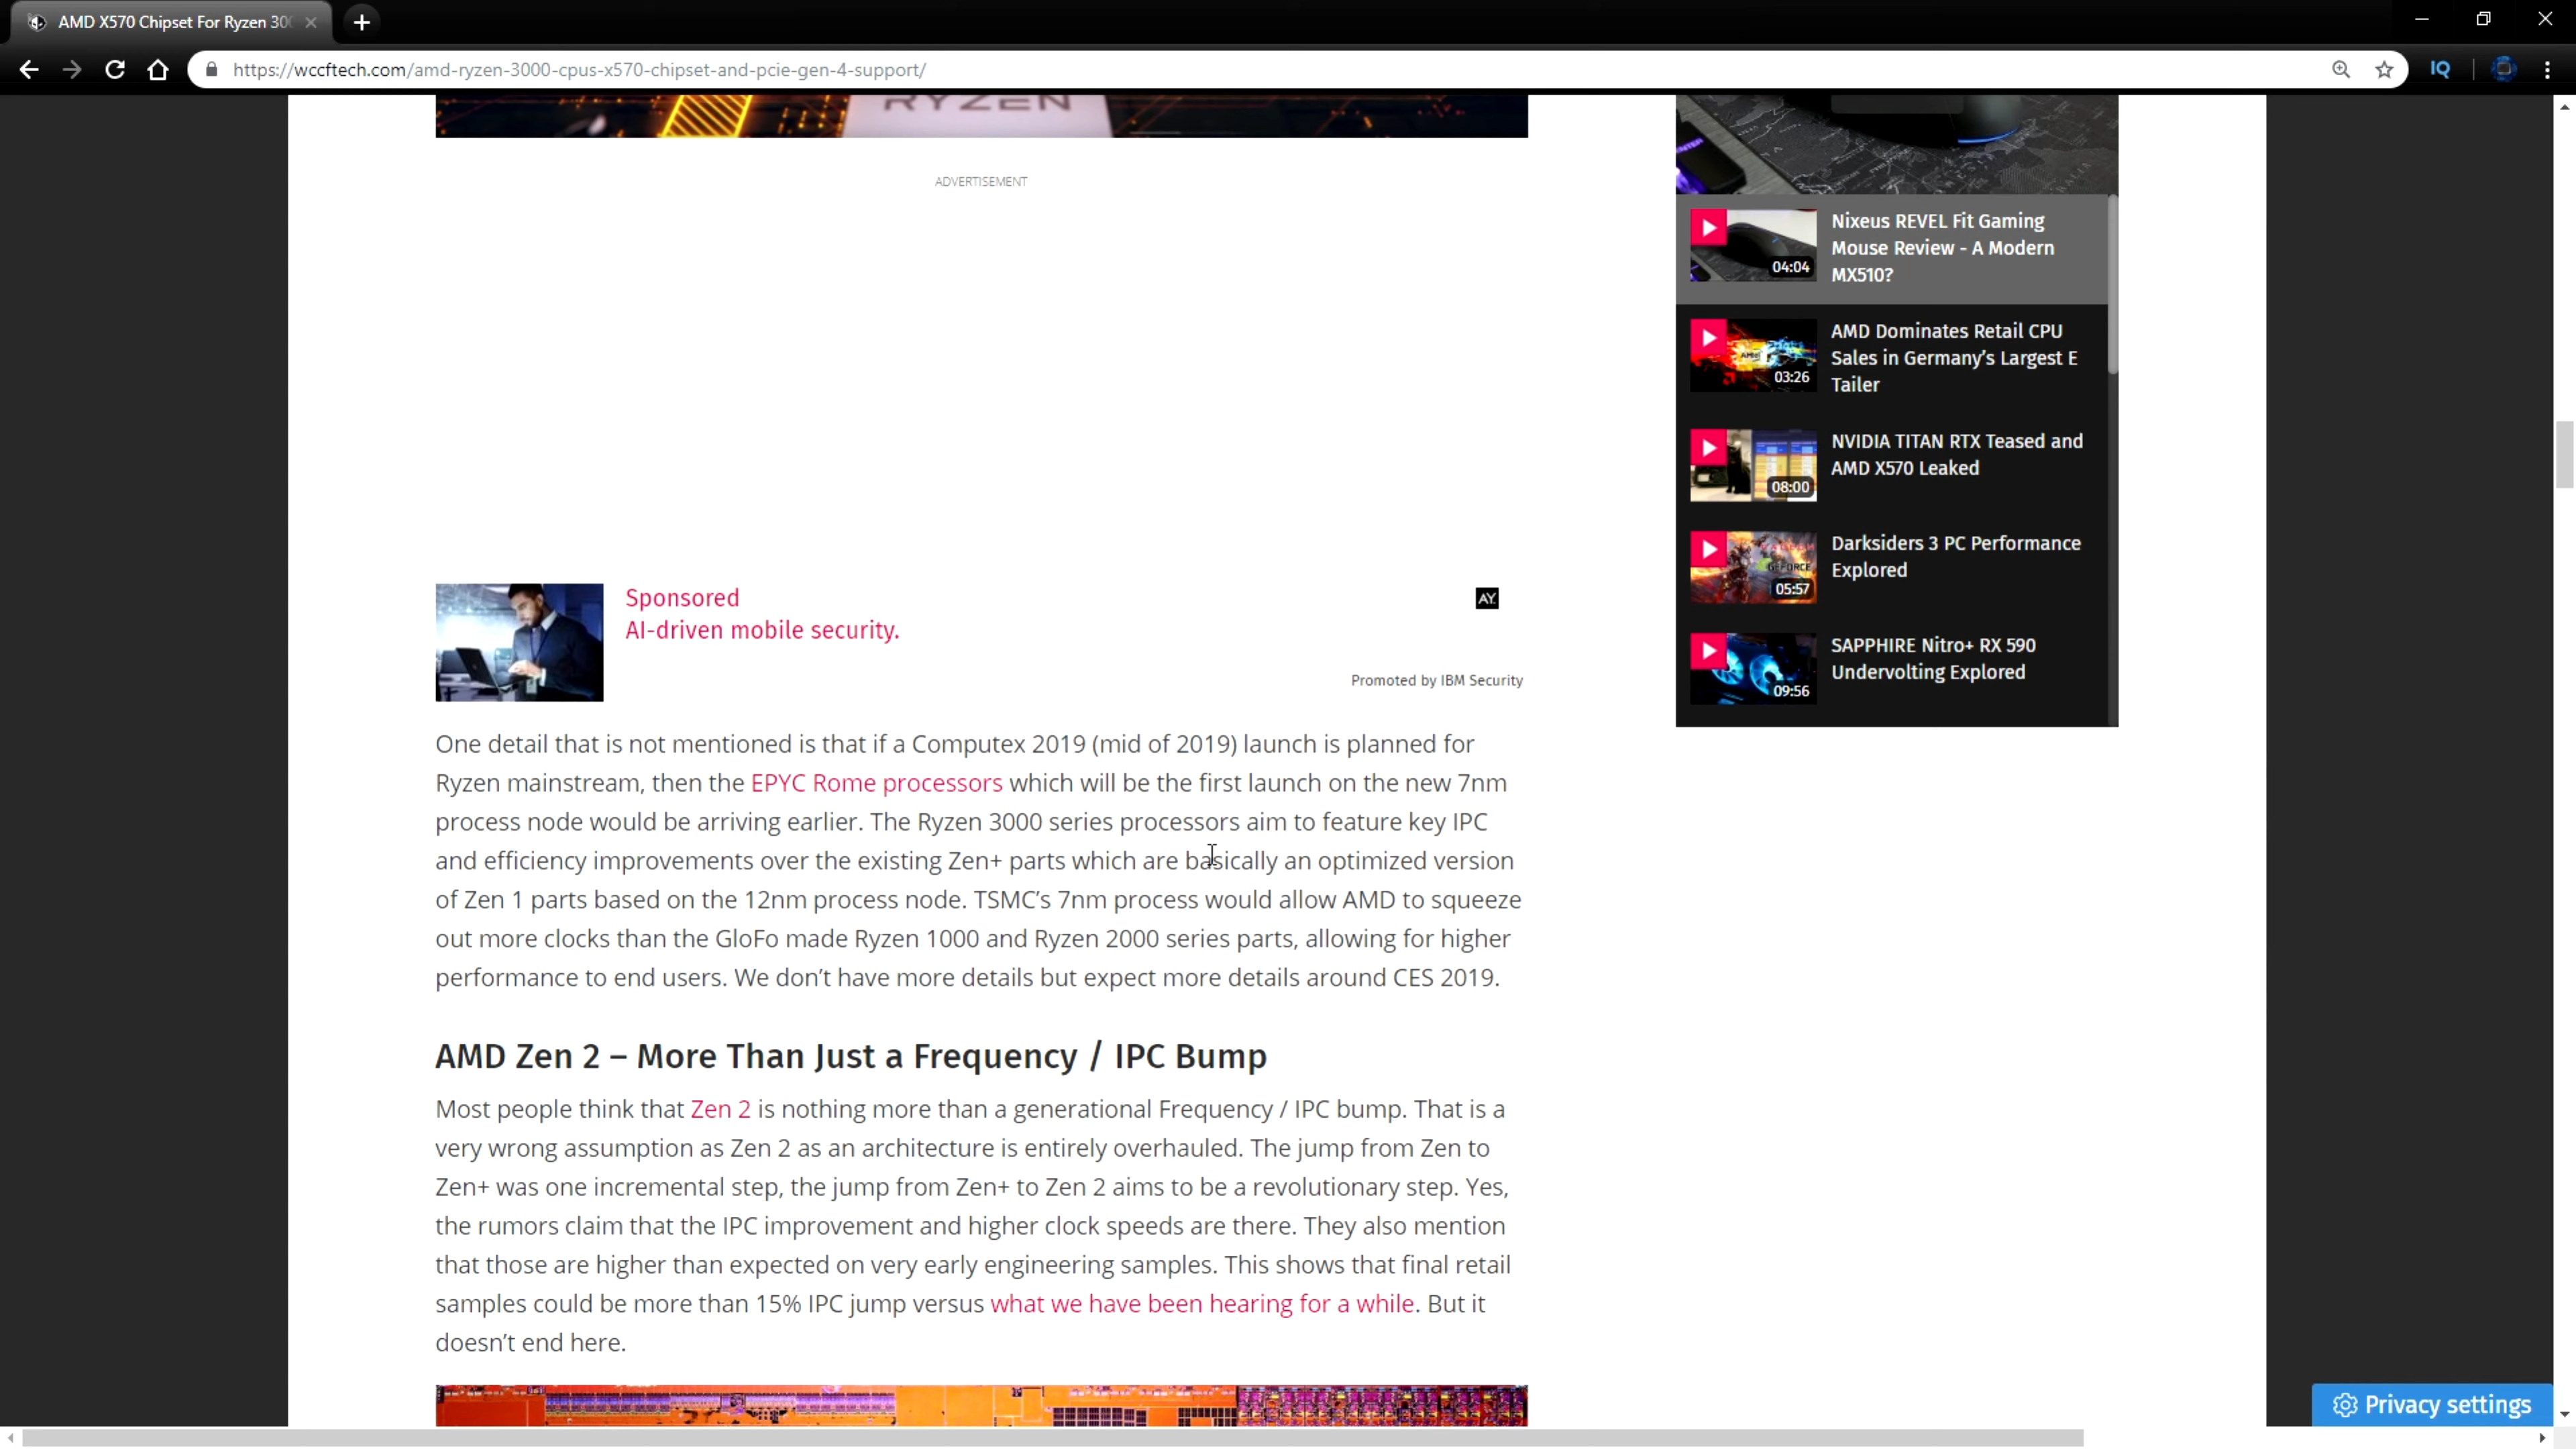 AMD X570 Chipset For Ryzen 30
https://wccftech.com/amd-ryzen-3000-cpus-x570-chipset-and-pcie-gen-4-support/
IQ
RYZEN
ADVERTISEMENT
Sponsored
AI-driven mobile security.
AY
Promoted by IBM Security
One detail that is not mentioned is that if a Computex 2019 (mid of 2019) launch is planned for
Ryzen mainstream, then the EPYC Rome processors which will be the first launch on the new 7nm
process node would be arriving earlier. The Ryzen 3000 series processors aim to feature key IPC
and efficiency improvements over the existing Zen+ parts which are basically an optimized version
of Zen 1 parts based on the 12nm process node. TSMC’s 7nm process would allow AMD to squeeze
out more clocks than the GloFo made Ryzen 1000 and Ryzen 2000 series parts, allowing for higher
performance to end users. We don’t have more details but expect more details around CES 2019.
AMD Zen 2 – More Than Just a Frequency / IPC Bump
Most people think that Zen 2 is nothing more than a generational Frequency / IPC bump. That is a
very wrong assumption as Zen 2 as an architecture is entirely overhauled. The jump from Zen to
Zen+ was one incremental step, the jump from Zen+ to Zen 2 aims to be a revolutionary step. Yes,
the rumors claim that the IPC improvement and higher clock speeds are there. They also mention
that those are higher than expected on very early engineering samples. This shows that final retail
samples could be more than 15% IPC jump versus what we have been hearing for a while. But it
doesn’t end here.
Nixeus REVEL Fit Gaming
Mouse Review - A Modern
MX510?
04:04
AMD Dominates Retail CPU
Sales in Germany’s Largest E
Tailer
03:26
NVIDIA TITAN RTX Teased and
AMD X570 Leaked
08:00
Darksiders 3 PC Performance
Explored
GEFORCE
05:57
SAPPHIRE Nitro+ RX 590
Undervolting Explored
09:56
Privacy settings